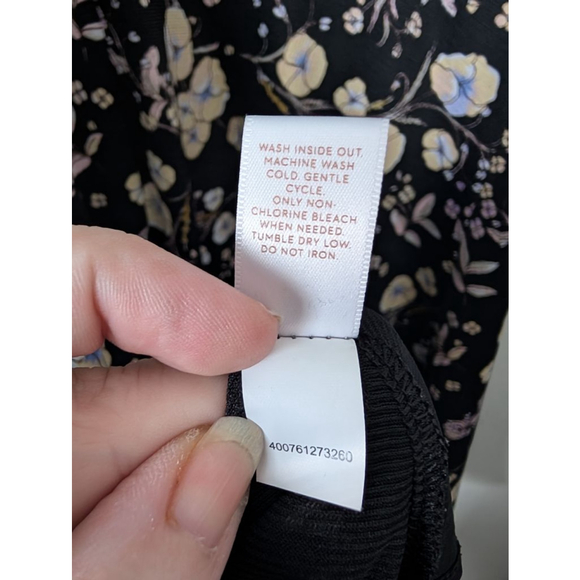 WASH INSIDE OUT.
MACHINE WASH
COLD. GENTLE
CYCLE.
ONLY NON-
CHLORINE BLEACH
WHEN NEEDED.
TUMBLE DRY LOW.
DO NOT IRON.
400761273260